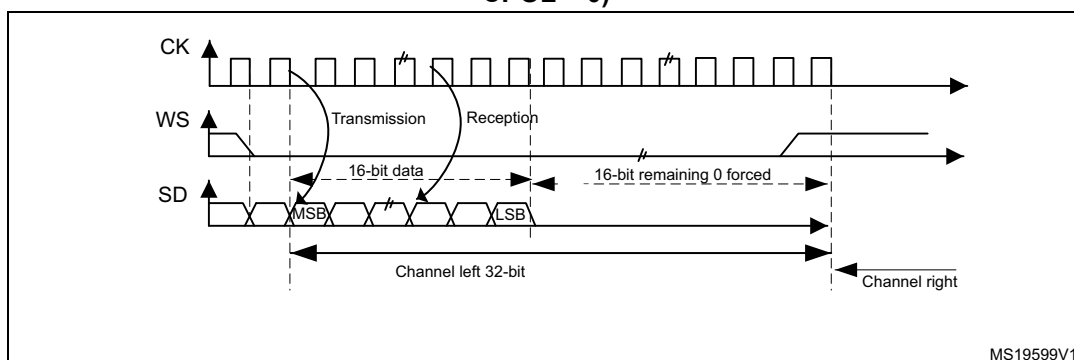 CK
WS
Transmission
Reception
16-bit data
16-bit remaining 0 forced
SD
MSB
LSB
Channel left 32-bit
Channel right
MS19599V1